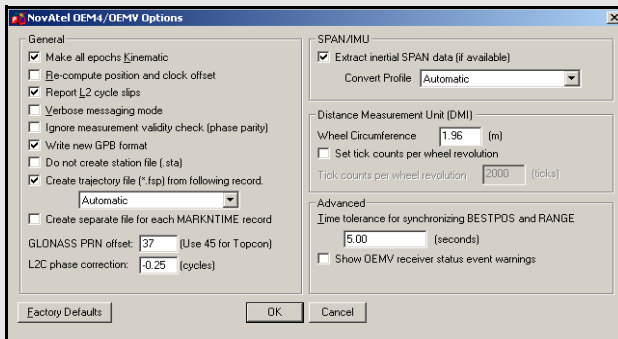 NovAtel OEM4/OEMV Options
General
Make all epochs Kinematic
Re-compute position and clock offset
Report L2 cycle slips
Verbose messaging mode
Ignore measurement validity check (phase parity)
Write new GPB format
Do not create station file (.sta)
Create trajectory file (*.fsp) from following record.
Automatic
Create separate file for each MARKNTIME record
GLONASS PRN offset: 37 (Use 45 for Topcon)
L2C phase correction: -0.25 (cycles)
SPAN/IMU
Extract inertial SPAN data (if available)
Convert Profile Automatic
Distance Measurement Unit (DMI)
Wheel Circumference 1.96 (m)
Set tick counts per wheel revolution
Tick counts per wheel revolution 2000 (ticks)
Advanced
Time tolerance for synchronizing BESTPOS and RANGE
5.00 (seconds)
Show OEMV receiver status event warnings
Factory Defaults OK Cancel